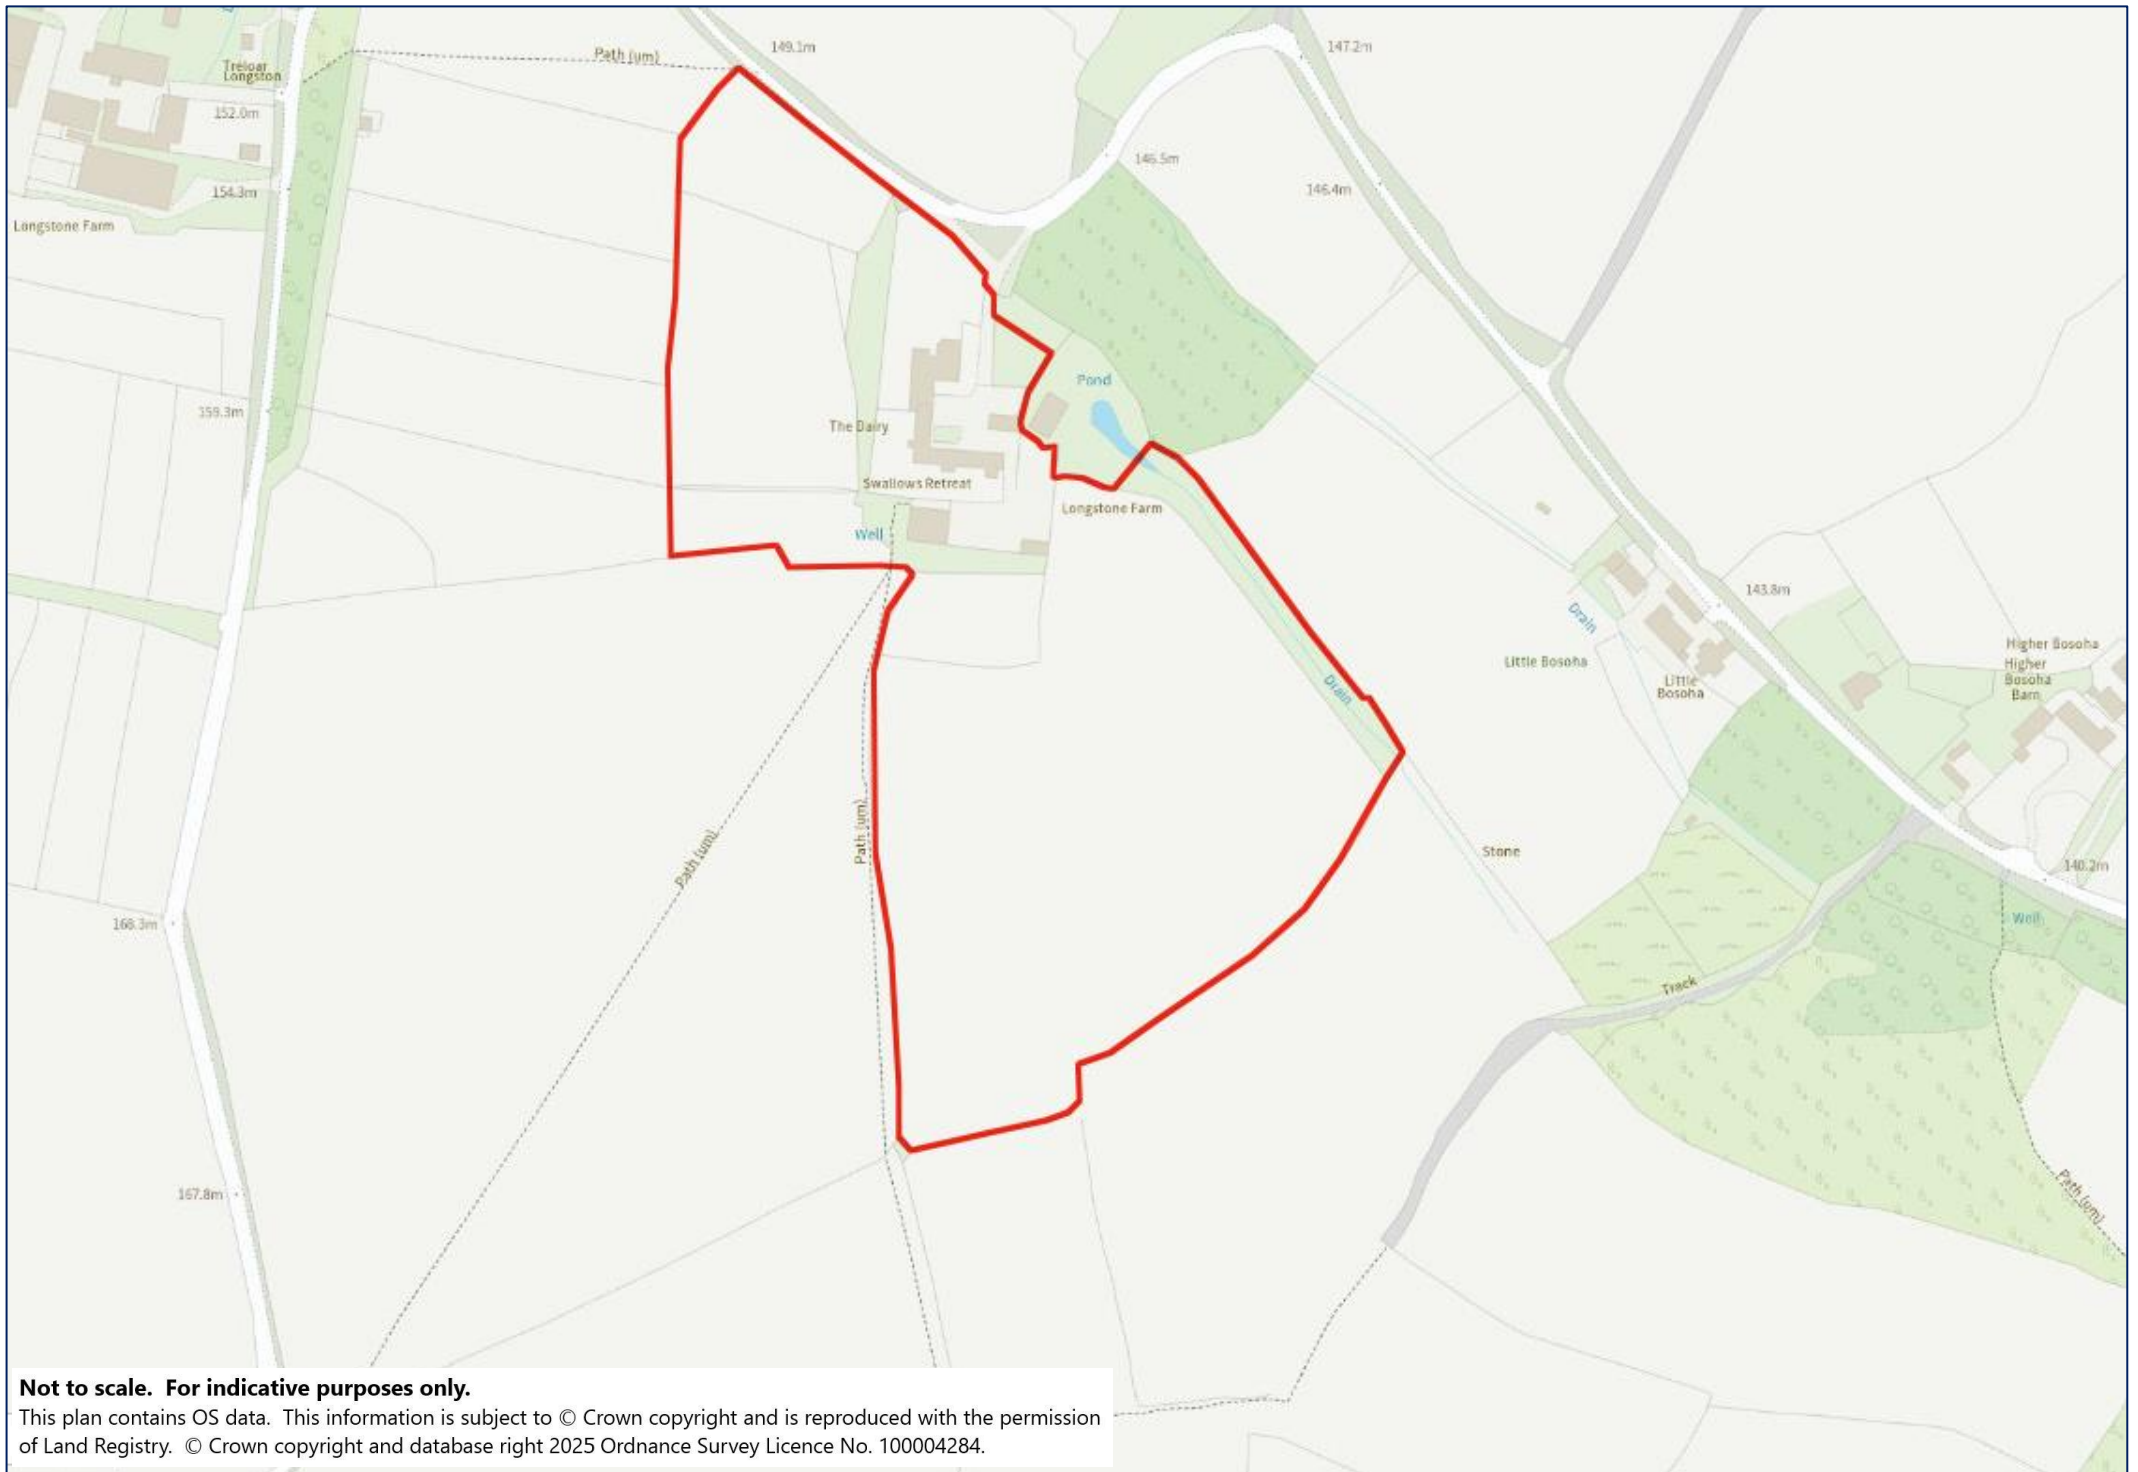 149.1m
147.2m
Path (um)
Treloar
Longston
152.0m
146.5m
154.3m
146.4m
Longstone Farm
Pond
159.3m
The Dairy
Swallows Retreat
Longstone Farm
Well
143.8m
Drain
Higher Bosoha
Little Bosoha
Higher
Bosoha
Barn
Little
Bosoha
Drain
Path (um)
Path (um)
Stone
140.2m
168.3m
Well
Track
167.8m
Path (um)
Not to scale. For indicative purposes only.
This plan contains OS data. This information is subject to © Crown copyright and is reproduced with the permission
of Land Registry. © Crown copyright and database right 2025 Ordnance Survey Licence No. 100004284.